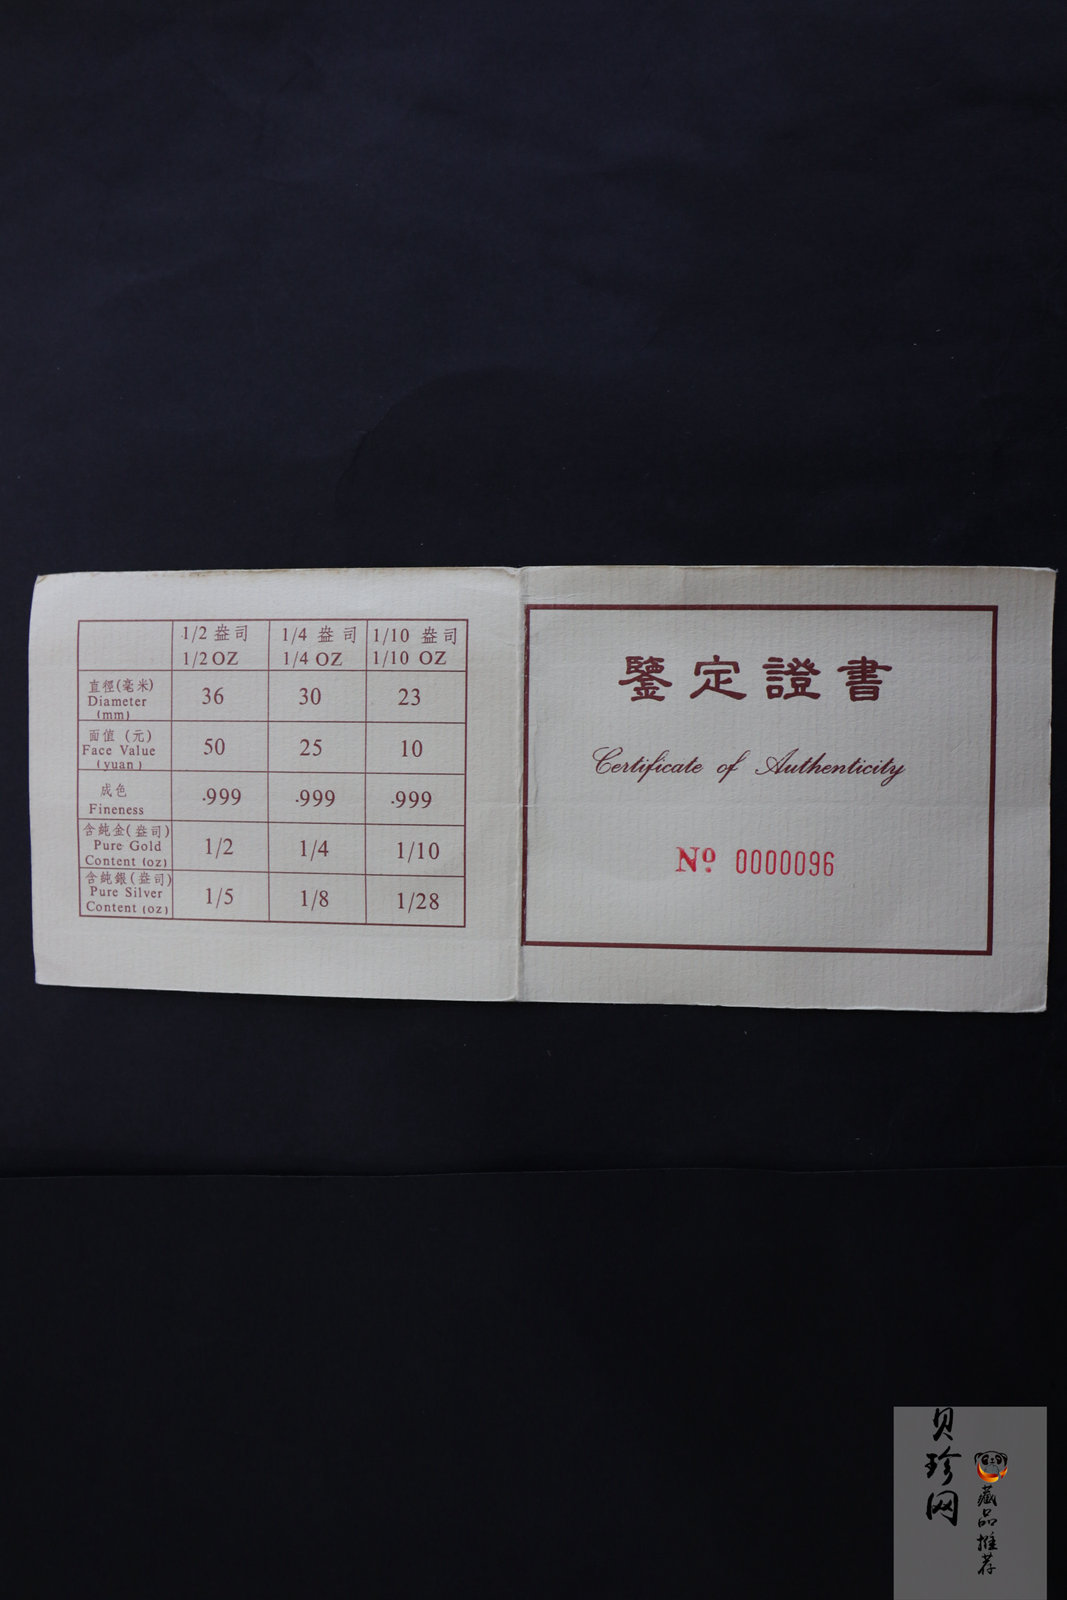 1/2 盎司 1/4 盎司 1/10 盎司
1/2 OZ 1/4 OZ 1/10 OZ
直徑(毫米)
Diameter
(mm) 36 30 23
面值 (元)
Face Value
(yuan) 50 25 10
成色
Fineness .999 .999 .999
含純金(盎司)
Pure Gold
Content (oz) 1/2 1/4 1/10
含純銀(盎司)
Pure Silver
Content (oz) 1/5 1/8 1/28
鑒定證書
Certificate of Authenticity
Nº 0000096
贝珍网
藏品推荐